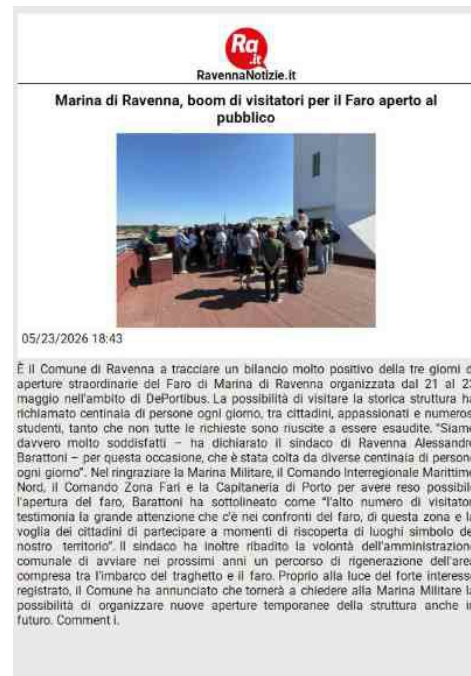 Ra
.it
RavennaNotizie.it
Marina di Ravenna, boom di visitatori per il Faro aperto al
pubblico
05/23/2026 18:43
È il Comune di Ravenna a tracciare un bilancio molto positivo della tre giorni d
aperture straordinarie del Faro di Marina di Ravenna organizzata dal 21 al 23
maggio nell'ambito di DePortibus. La possibilità di visitare la storica struttura ha
richiamato centinaia di persone ogni giorno, tra cittadini, appassionati e numeros
studenti, tanto che non tutte le richieste sono riuscite a essere esaudite. "Siamo
davvero molto soddisfatti – ha dichiarato il sindaco di Ravenna Alessandro
Barattoni – per questa occasione, che è stata colta da diverse centinaia di persone
ogni giorno". Nel ringraziare la Marina Militare, il Comando Interregionale Marittimo
Nord, il Comando Zona Fari e la Capitaneria di Porto per avere reso possibil
l'apertura del faro, Barattoni ha sottolineato come "l'alto numero di visitator
testimonia la grande attenzione che c'è nei confronti del faro, di questa zona e la
voglia dei cittadini di partecipare a momenti di riscoperta di luoghi simbolo de
nostro territorio". Il sindaco ha inoltre ribadito la volontà dell'amministrazione
comunale di avviare nei prossimi anni un percorso di rigenerazione dell'area
compresa tra l'imbarco del traghetto e il faro. Proprio alla luce del forte interesse
registrato, il Comune ha annunciato che tornerà a chiedere alla Marina Militare la
possibilità di organizzare nuove aperture temporanee della struttura anche in
futuro. Comment i.